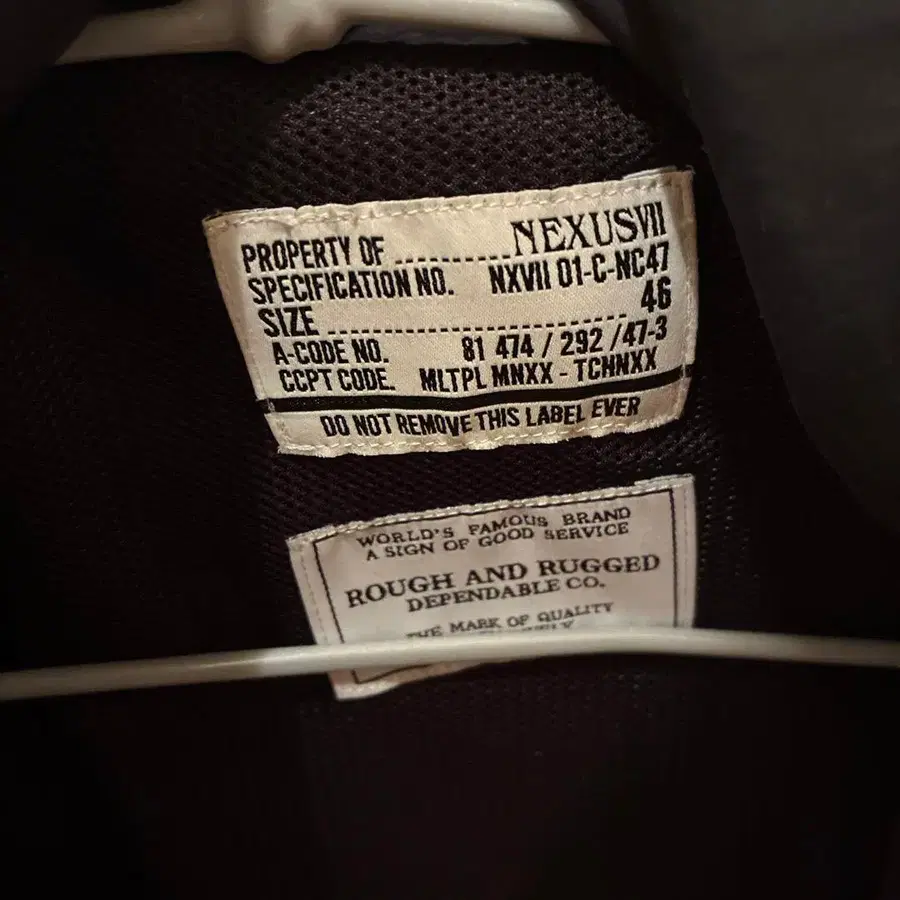 PROPERTY OF ........... NEXUSVII
SPECIFICATION NO. NXVII 01-C-NC47
SIZE ........................... 46
A-CODE NO. 81 474 / 292 /47-3
CCPT CODE. MLTPL MNXX - TCHNXX
DO NOT REMOVE THIS LABEL EVER
WORLD'S FAMOUS BRAND
A SIGN OF GOOD SERVICE
ROUGH AND RUGGED
DEPENDABLE CO.
THE MARK OF QUALITY